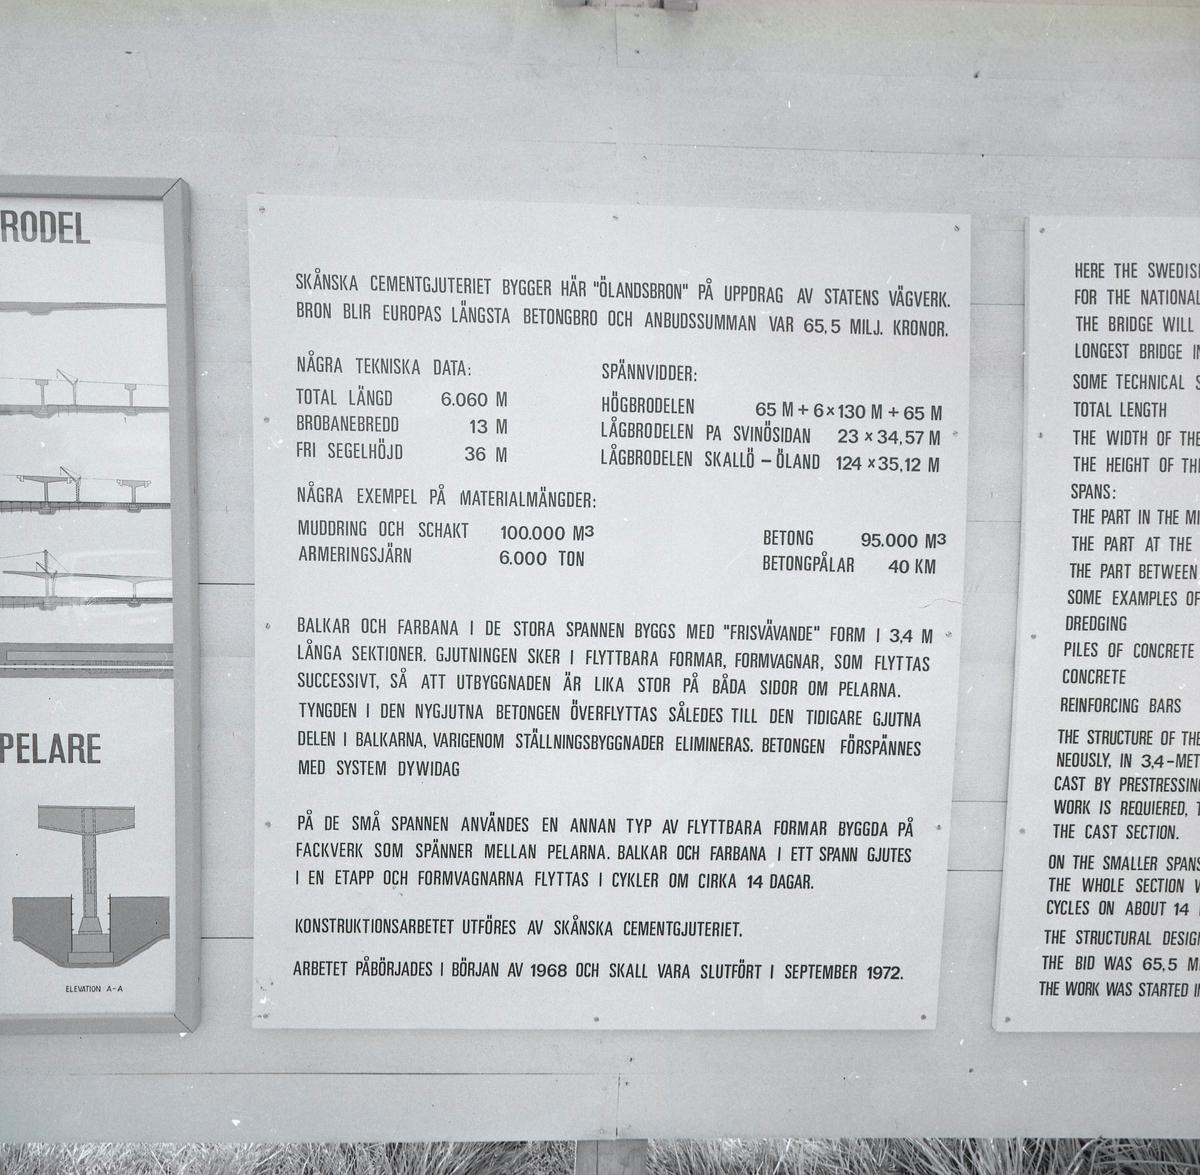 RODEL
PELARE
ELEVATION A-A
SKÅNSKA CEMENTGJUTERIET BYGGER HÄR "ÖLANDSBRON" PÅ UPPDRAG AV STATENS VÄGVERK.
BRON BLIR EUROPAS LÄNGSTA BETONGBRO OCH ANBUDSSUMMAN VAR 65,5 MILJ. KRONOR.
NÅGRA TEKNISKA DATA:
TOTAL LÄNGD 6.060 M
BROBANEBREDD 13 M
FRI SEGELHÖJD 36 M
SPÄNNVIDDER:
HÖGBRODELEN 65 M + 6×130 M + 65 M
LÅGBRODELEN PA SVINÖSIDAN 23 × 34,57 M
LÅGBRODELEN SKALLÖ – ÖLAND 124 ×35,12 M
NÅGRA EXEMPEL PÅ MATERIALMÄNGDER:
MUDDRING OCH SCHAKT 100.000 M3
ARMERINGSJÄRN 6.000 TON
BETONG 95.000 M3
BETONGPÅLAR 40 KM
BALKAR OCH FARBANA I DE STORA SPANNEN BYGGS MED "FRISVÄVANDE" FORM I 3,4 M
LÅNGA SEKTIONER. GJUTNINGEN SKER I FLYTTBARA FORMAR, FORMVAGNAR, SOM FLYTTAS
SUCCESSIVT, SÅ ATT UTBYGGNADEN ÄR LIKA STOR PÅ BÅDA SIDOR OM PELARNA.
TYNGDEN I DEN NYGJUTNA BETONGEN ÖVERFLYTTAS SÅLEDES TILL DEN TIDIGARE GJUTNA
DELEN I BALKARNA, VARIGENOM STÄLLNINGSBYGGNADER ELIMINERAS. BETONGEN FÖRSPÄNNES
MED SYSTEM DYWIDAG
PÅ DE SMÅ SPANNEN ANVÄNDES EN ANNAN TYP AV FLYTTBARA FORMAR BYGGDA PÅ
FACKVERK SOM SPÄNNER MELLAN PELARNA. BALKAR OCH FARBANA I ETT SPANN GJUTES
I EN ETAPP OCH FORMVAGNARNA FLYTTAS I CYKLER OM CIRKA 14 DAGAR.
KONSTRUKTIONSARBETET UTFÖRES AV SKÅNSKA CEMENTGJUTERIET.
ARBETET PÅBÖRJADES I BÖRJAN AV 1968 OCH SKALL VARA SLUTFÖRT I SEPTEMBER 1972.
HERE THE SWEDIS
FOR THE NATIONAL
THE BRIDGE WILL
LONGEST BRIDGE IN
SOME TECHNICAL S
TOTAL LENGTH
THE WIDTH OF THE
THE HEIGHT OF TH
SPANS:
THE PART IN THE MI
THE PART AT THE
THE PART BETWEEN
SOME EXAMPLES OF
DREDGING
PILES OF CONCRETE
CONCRETE
REINFORCING BARS
THE STRUCTURE OF THE
NEOUSLY, IN 3,4-MET
CAST BY PRESTRESSING
WORK IS REQUIERED, T
THE CAST SECTION.
ON THE SMALLER SPANS
THE WHOLE SECTION W
CYCLES ON ABOUT 14
THE STRUCTURAL DESIG
THE BID WAS 65,5 M
THE WORK WAS STARTED IN